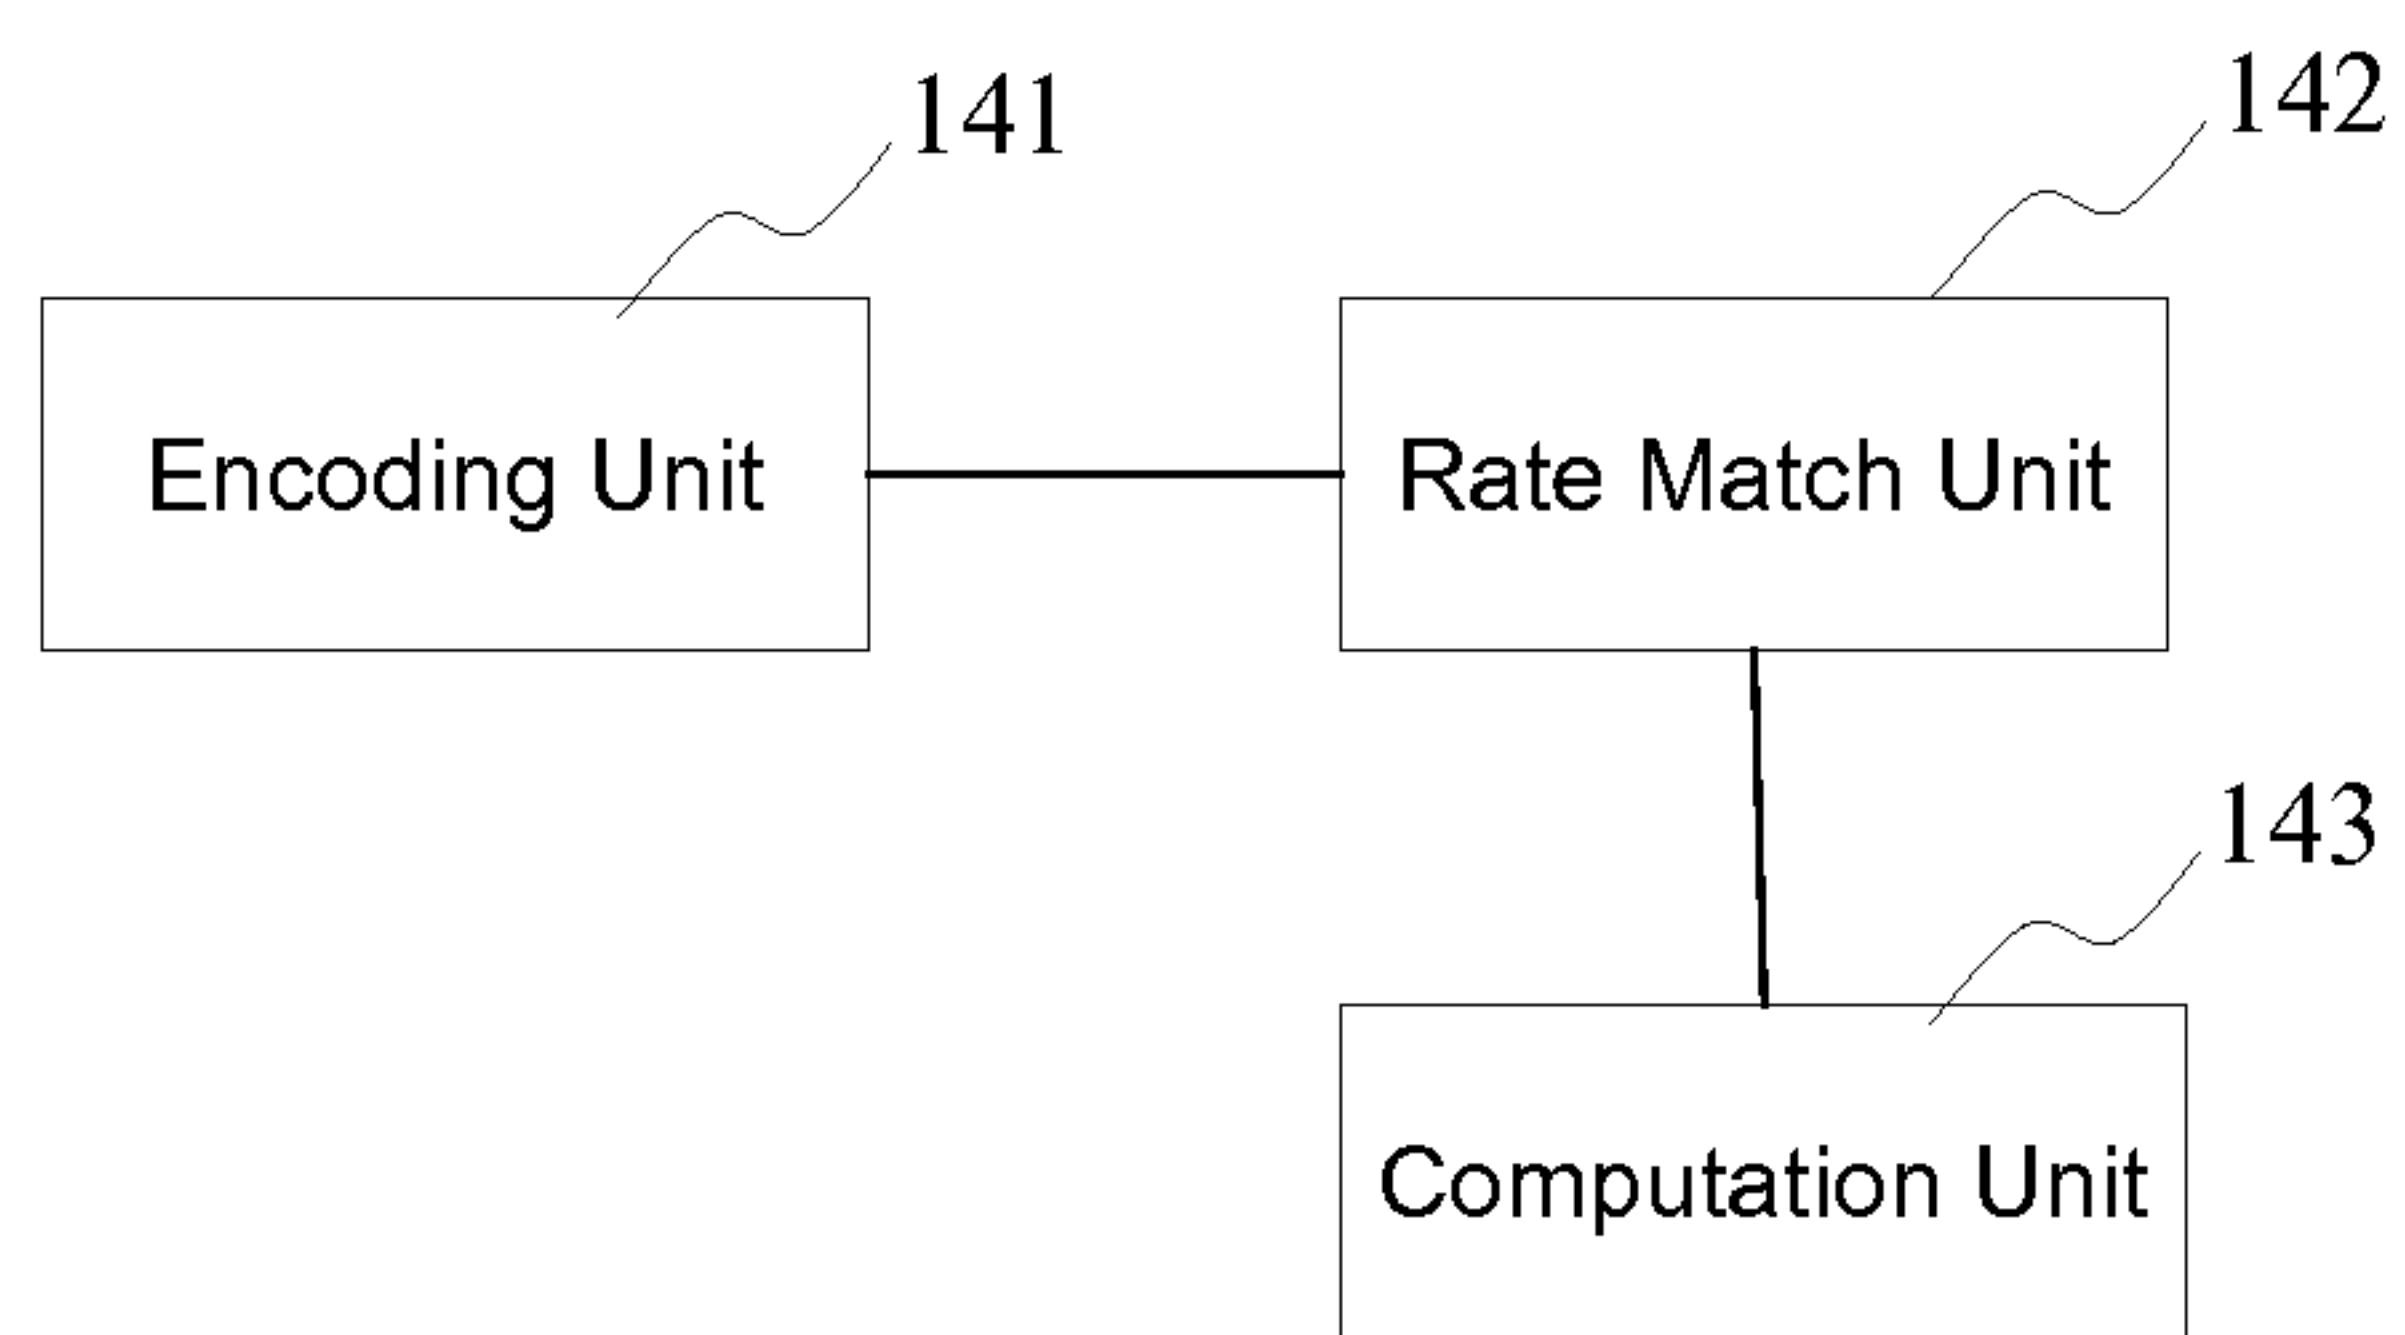 141
142
Encoding Unit
Rate Match Unit
143
Computation Unit